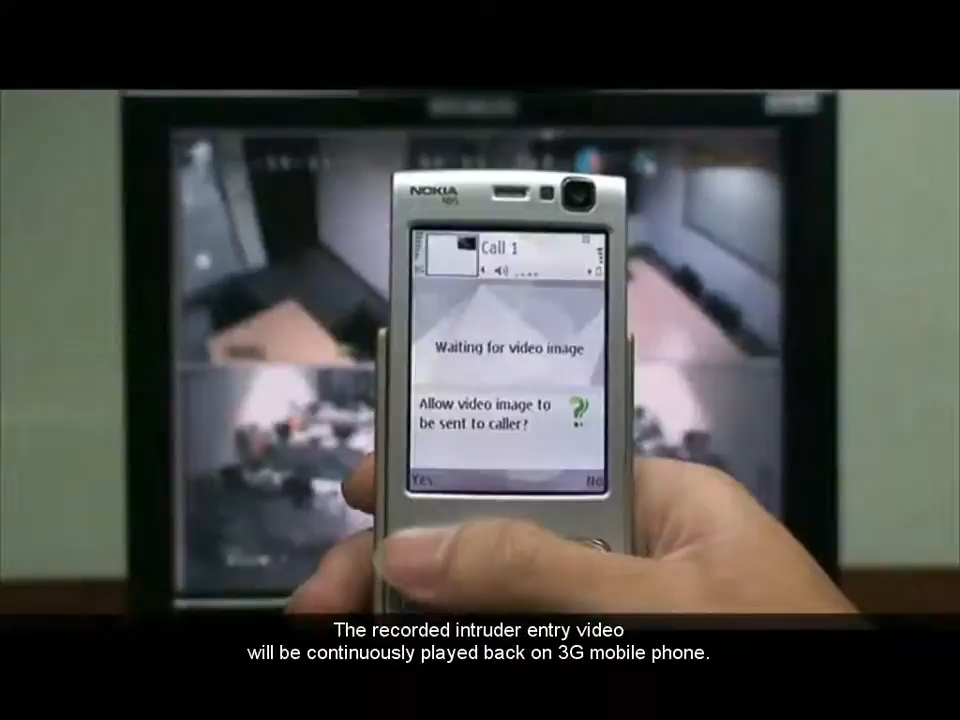 NOKIA
N95
Call 1
Waiting for video image
Allow video image to
be sent to caller?
Yes
No
The recorded intruder entry video
will be continuously played back on 3G mobile phone.